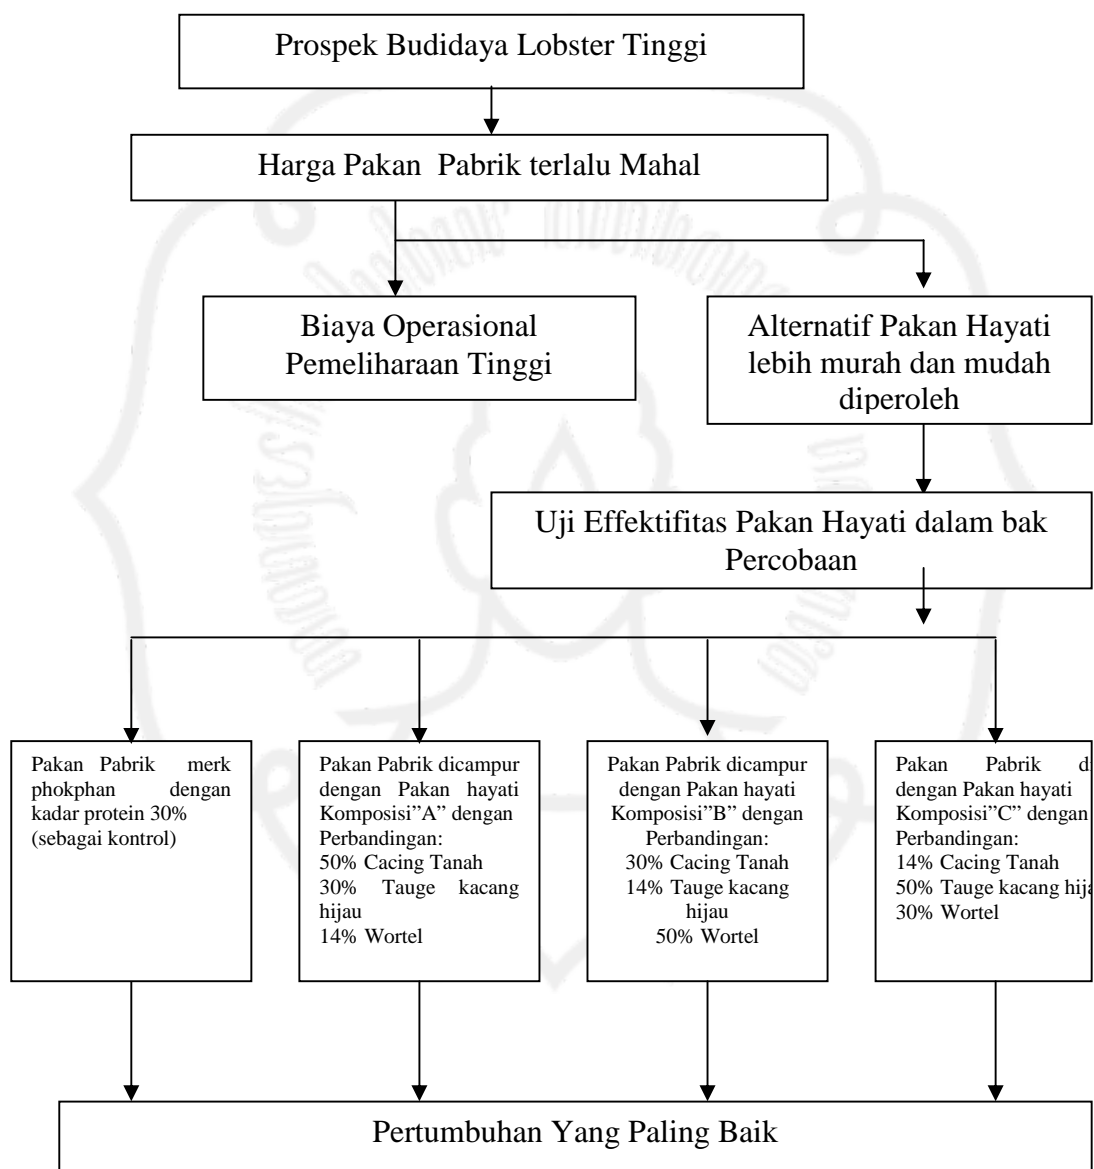 Prospek Budidaya Lobster Tinggi
Harga Pakan Pabrik terlalu Mahal
Biaya Operasional
Pemeliharaan Tinggi
Alternatif Pakan Hayati
lebih murah dan mudah
diperoleh
Uji Effektifitas Pakan Hayati dalam bak
Percobaan
Pakan Pabrik merk
phokphan dengan
kadar protein 30%
(sebagai kontrol)
Pakan Pabrik dicampur
dengan Pakan hayati
Komposisi”A” dengan
Perbandingan:
50% Cacing Tanah
30% Tauge kacang
hijau
14% Wortel
Pakan Pabrik dicampur
dengan Pakan hayati
Komposisi”B” dengan
Perbandingan:
30% Cacing Tanah
14% Tauge kacang
hijau
50% Wortel
Pakan Pabrik
dengan Pakan hayati
Komposisi”C” dengan
Perbandingan:
14% Cacing Tanah
50% Tauge kacang
30% Wortel
Pertumbuhan Yang Paling Baik